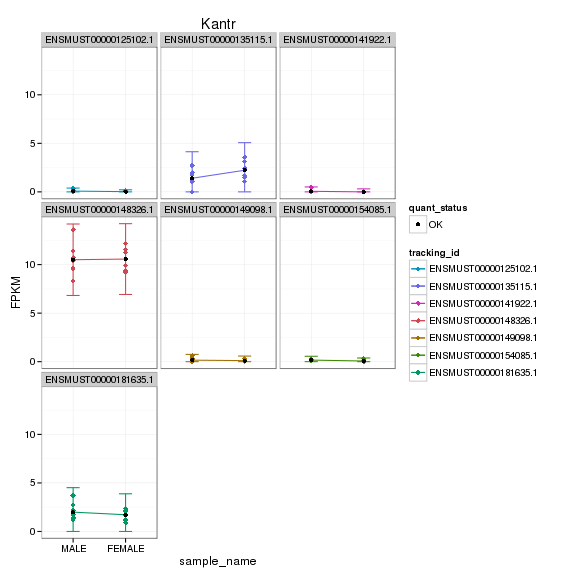 Kantr
ENSMUST00000125102.1 ENSMUST00000135115.1 ENSMUST00000141922.1
10
5
0
ENSMUST00000148326.1 ENSMUST00000149098.1 ENSMUST00000154085.1
10
5
0
ENSMUST00000181635.1
10
5
0
MALE FEMALE
FPKM
sample_name
quant_status
OK
tracking_id
ENSMUST00000125102.1
ENSMUST00000135115.1
ENSMUST00000141922.1
ENSMUST00000148326.1
ENSMUST00000149098.1
ENSMUST00000154085.1
ENSMUST00000181635.1